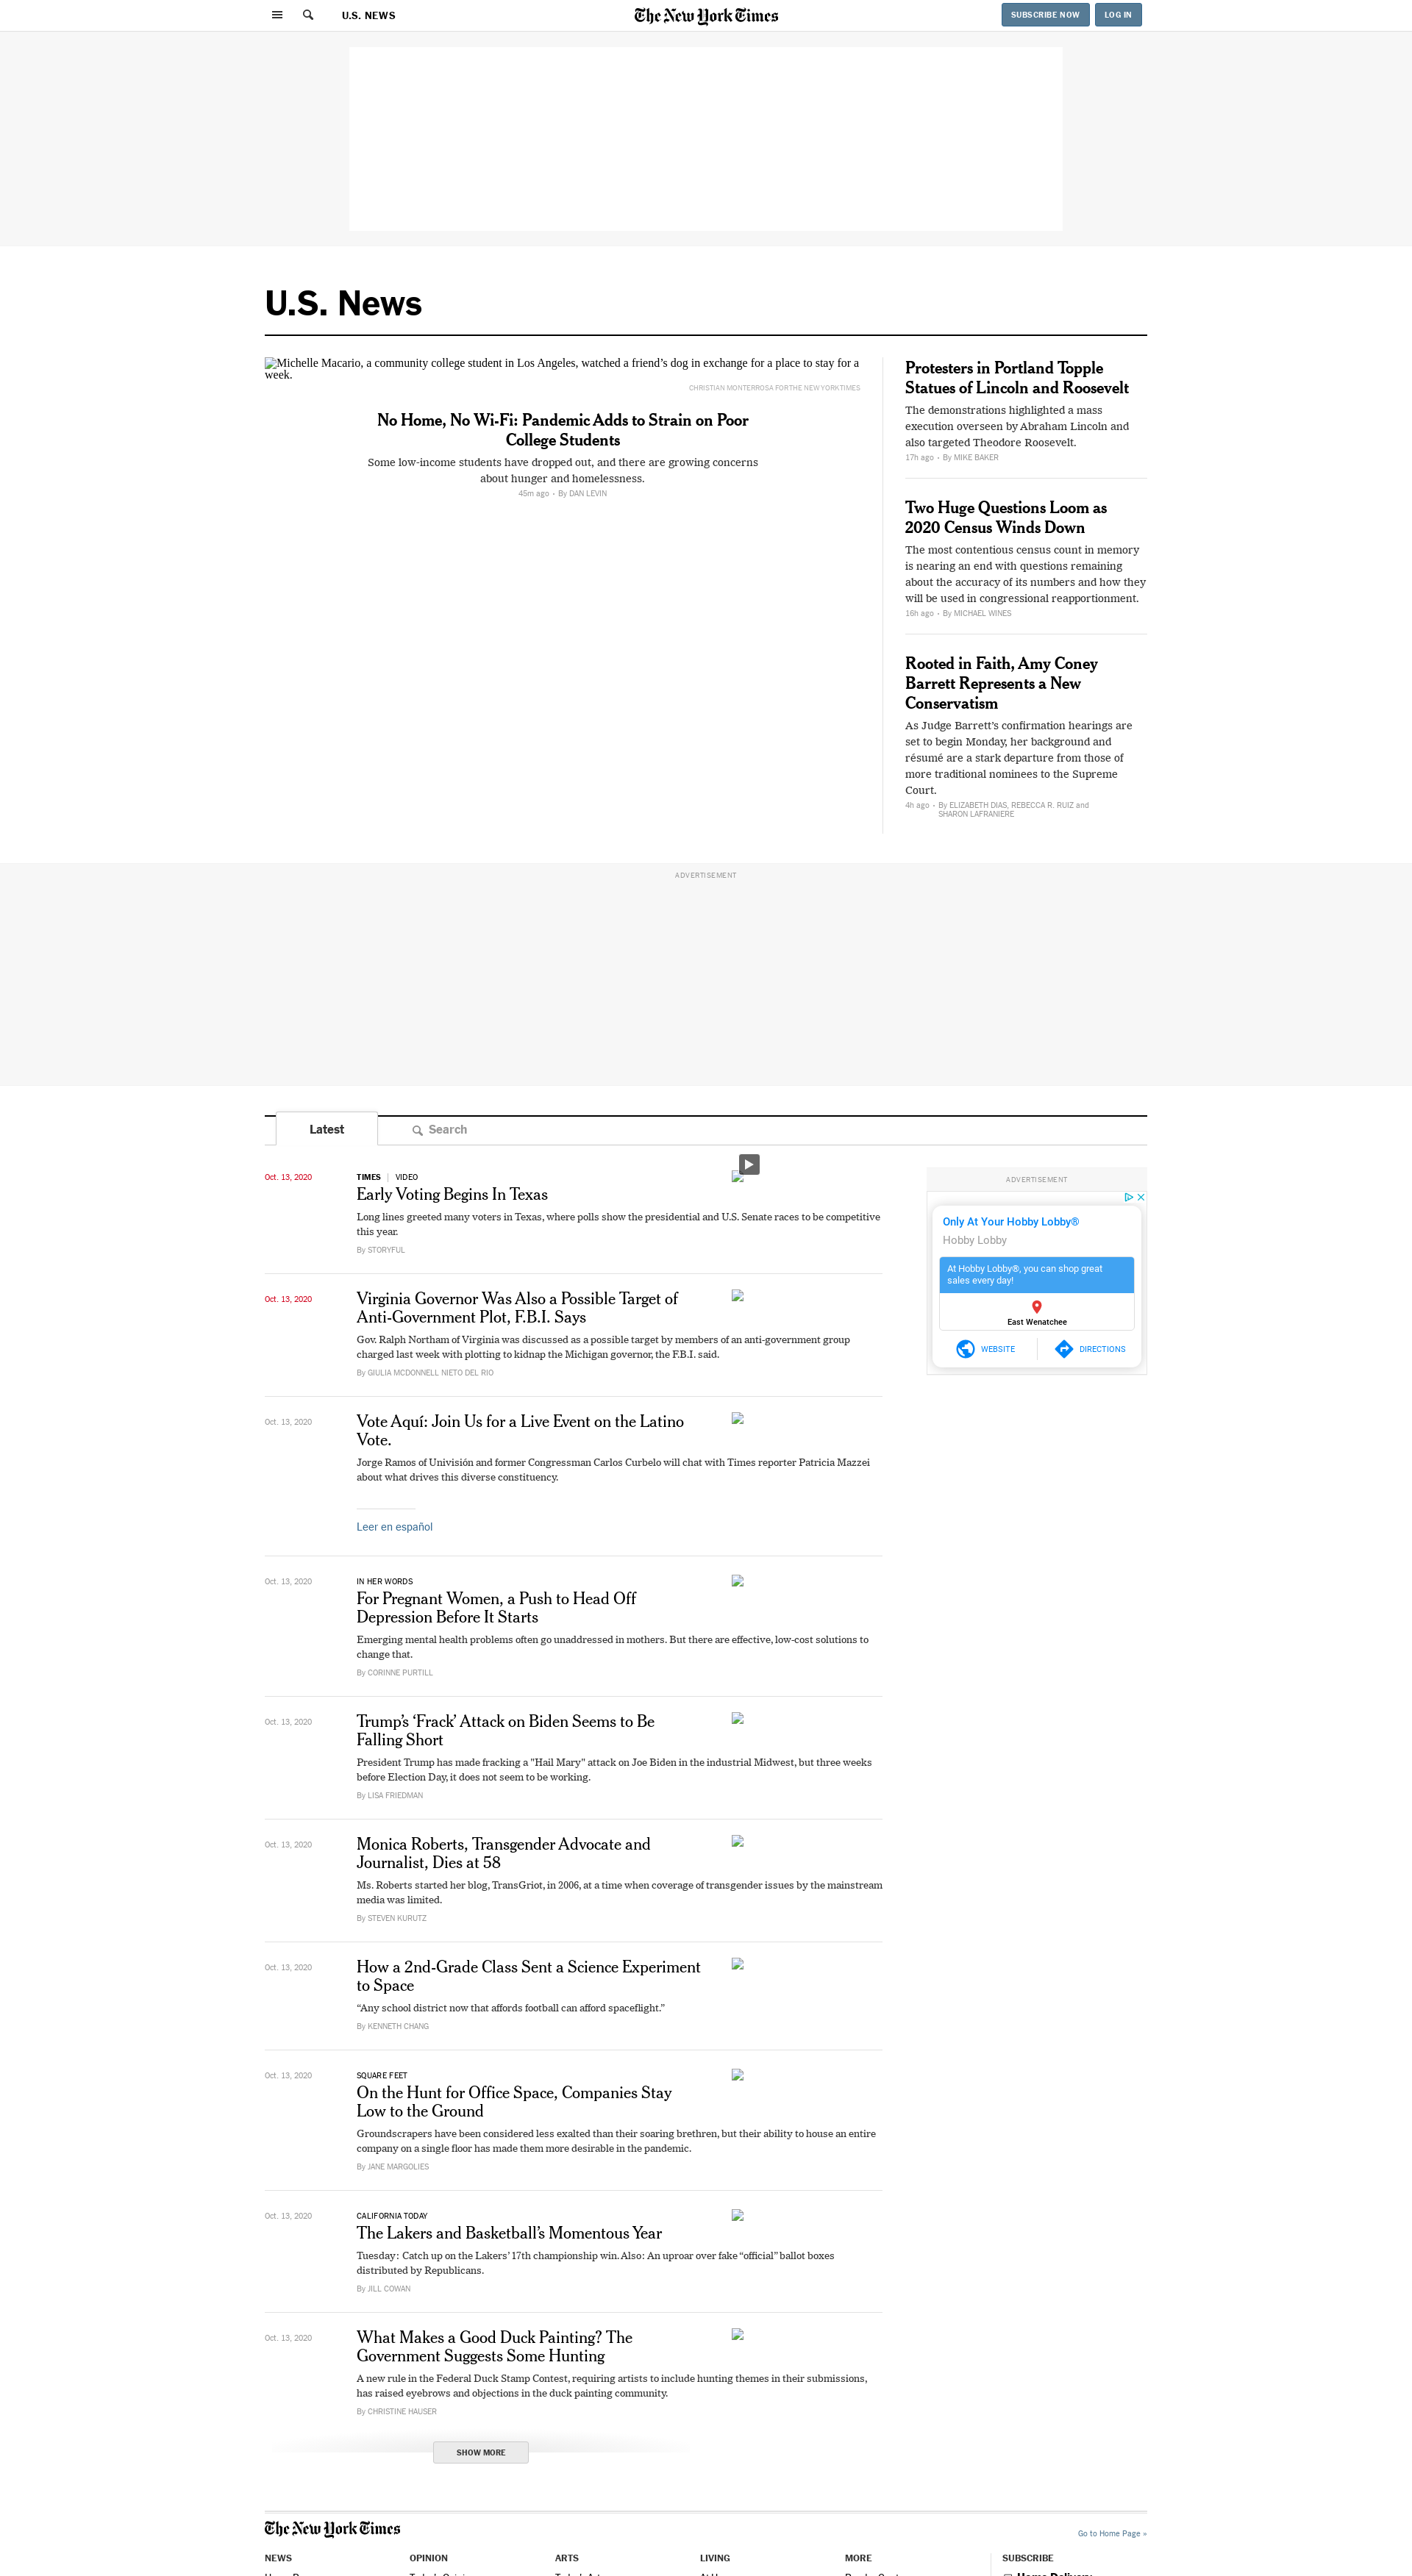 U.S. NEWS
The New York Times
SUBSCRIBE NOW
LOG IN
U.S. News
Michelle Macario, a community college student in Los Angeles, watched a friend's dog in exchange for a place to stay for a
week.
CHRISTIAN MONTERROSA FOR THE NEW YORK TIMES
No Home, No Wi-Fi: Pandemic Adds to Strain on Poor
College Students
Some low-income students have dropped out, and there are growing concerns
about hunger and homelessness.
45m ago • By DAN LEVIN
Protesters in Portland Topple
Statues of Lincoln and Roosevelt
The demonstrations highlighted a mass
execution overseen by Abraham Lincoln and
also targeted Theodore Roosevelt.
17h ago • By MIKE BAKER
Two Huge Questions Loom as
2020 Census Winds Down
The most contentious census count in memory
is nearing an end with questions remaining
about the accuracy of its numbers and how they
will be used in congressional reapportionment.
16h ago • By MICHAEL WINES
Rooted in Faith, Amy Coney
Barrett Represents a New
Conservatism
As Judge Barrett’s confirmation hearings are
set to begin Monday, her background and
résumé are a stark departure from those of
more traditional nominees to the Supreme
Court.
4h ago • By ELIZABETH DIAS, REBECCA R. RUIZ and
SHARON LAFRANIERE
ADVERTISEMENT
Latest
Search
Oct. 13, 2020
TIMES | VIDEO
Early Voting Begins In Texas
Long lines greeted many voters in Texas, where polls show the presidential and U.S. Senate races to be competitive
this year.
By STORYFUL
Oct. 13, 2020
Virginia Governor Was Also a Possible Target of
Anti-Government Plot, F.B.I. Says
Gov. Ralph Northam of Virginia was discussed as a possible target by members of an anti-government group
charged last week with plotting to kidnap the Michigan governor, the F.B.I. said.
By GIULIA MCDONNELL NIETO DEL RIO
Oct. 13, 2020
Vote Aquí: Join Us for a Live Event on the Latino
Vote.
Jorge Ramos of Univisión and former Congressman Carlos Curbelo will chat with Times reporter Patricia Mazzei
about what drives this diverse constituency.
Leer en español
Oct. 13, 2020
IN HER WORDS
For Pregnant Women, a Push to Head Off
Depression Before It Starts
Emerging mental health problems often go unaddressed in mothers. But there are effective, low-cost solutions to
change that.
By CORINNE PURTILL
Oct. 13, 2020
Trump’s ‘Frack’ Attack on Biden Seems to Be
Falling Short
President Trump has made fracking a "Hail Mary" attack on Joe Biden in the industrial Midwest, but three weeks
before Election Day, it does not seem to be working.
By LISA FRIEDMAN
Oct. 13, 2020
Monica Roberts, Transgender Advocate and
Journalist, Dies at 58
Ms. Roberts started her blog, TransGriot, in 2006, at a time when coverage of transgender issues by the mainstream
media was limited.
By STEVEN KURUTZ
Oct. 13, 2020
How a 2nd-Grade Class Sent a Science Experiment
to Space
“Any school district now that affords football can afford spaceflight.”
By KENNETH CHANG
Oct. 13, 2020
SQUARE FEET
On the Hunt for Office Space, Companies Stay
Low to the Ground
Groundscrapers have been considered less exalted than their soaring brethren, but their ability to house an entire
company on a single floor has made them more desirable in the pandemic.
By JANE MARGOLIES
Oct. 13, 2020
CALIFORNIA TODAY
The Lakers and Basketball’s Momentous Year
Tuesday: Catch up on the Lakers’ 17th championship win. Also: An uproar over fake “official” ballot boxes
distributed by Republicans.
By JILL COWAN
Oct. 13, 2020
What Makes a Good Duck Painting? The
Government Suggests Some Hunting
A new rule in the Federal Duck Stamp Contest, requiring artists to include hunting themes in their submissions,
has raised eyebrows and objections in the duck painting community.
By CHRISTINE HAUSER
SHOW MORE
ADVERTISEMENT
Only At Your Hobby Lobby®
Hobby Lobby
At Hobby Lobby®, you can shop great
sales every day!
East Wenatchee
WEBSITE
DIRECTIONS
The New York Times
Go to Home Page »
NEWS
OPINION
ARTS
LIVING
MORE
SUBSCRIBE